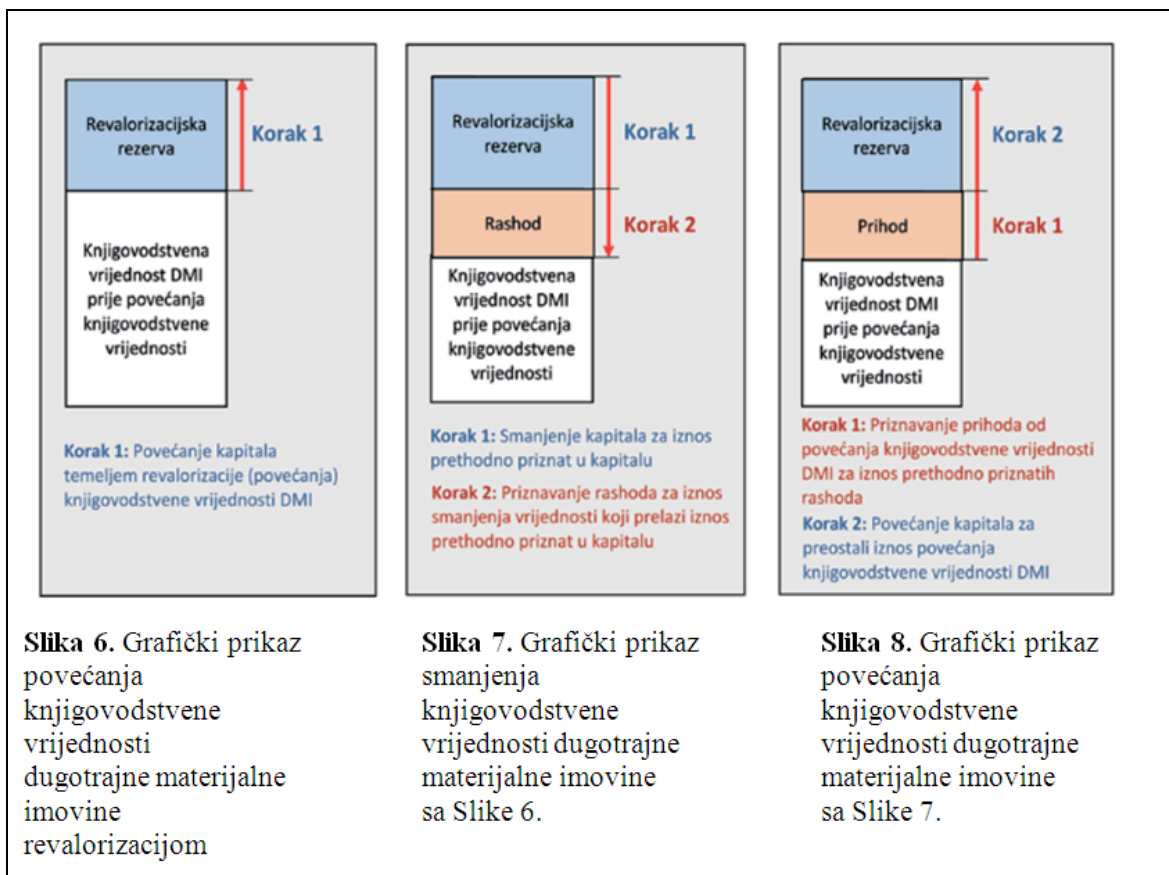 Revalorizacijska
rezerva
Korak 1
Knjigovodstvena
vrijednost DMI
prije povećanja
knjigovodstvene
vrijednosti
Korak 1: Povećanje kapitala
temeljem revalorizacije (povećanja)
knjigovodstvene vrijednosti DMI
Slika 6. Grafički prikaz
povećanja
knjigovodstvene
vrijednosti
dugotrajne materijalne
imovine
revalorizacijom
Revalorizacijska
rezerva
Korak 1
Rashod
Korak 2
Knjigovodstvena
vrijednost DMI
prije povećanja
knjigovodstvene
vrijednosti
Korak 1: Smanjenje kapitala za iznos
prethodno priznat u kapitalu
Korak 2: Priznavanje rashoda za iznos
smanjenja vrijednosti koji prelazi iznos
prethodno priznat u kapitalu
Slika 7. Grafički prikaz
smanjenja
knjigovodstvene
vrijednosti dugotrajne
materijalne imovine
sa Slike 6.
Revalorizacijska
rezerva
Korak 2
Prihod
Korak 1
Knjigovodstvena
vrijednost DMI
prije povećanja
knjigovodstvene
vrijednosti
Korak 1: Priznavanje prihoda od
povećanja knjigovodstvene vrijednosti
DMI za iznos prethodno priznatih
rashoda
Korak 2: Povećanje kapitala za
preostali iznos povećanja
knjigovodstvene vrijednosti DMI
Slika 8. Grafički prikaz
povećanja
knjigovodstvene
vrijednosti dugotrajne
materijalne imovine
sa Slike 7.